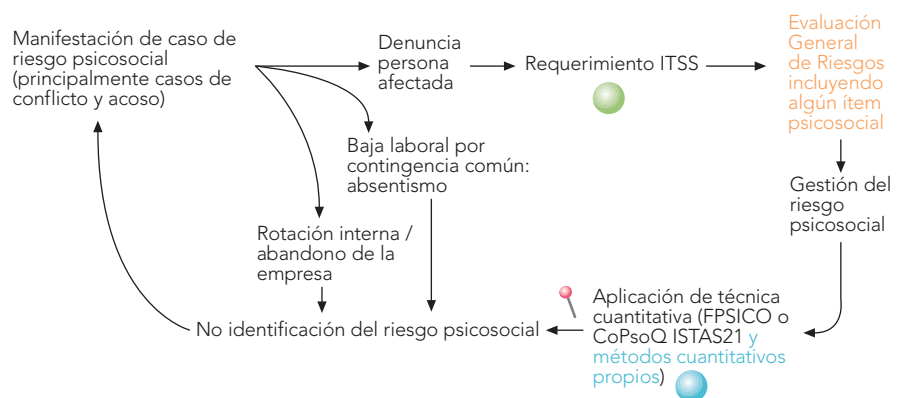 Manifestación de caso de
riesgo psicosocial
(principalmente casos de
conflicto y acoso)
Denuncia
persona
afectada
Requerimiento ITSS
Evaluación
General
de Riesgos
incluyendo
algún ítem
psicosocial
Baja laboral por
contingencia común:
absentismo
Gestión del
riesgo
psicosocial
Rotación interna /
abandono de la
empresa
No identificación del riesgo psicosocial
Aplicación de técnica
cuantitativa (FPSICO o
CoPsoQ ISTAS21 y
métodos cuantitativos
propios)